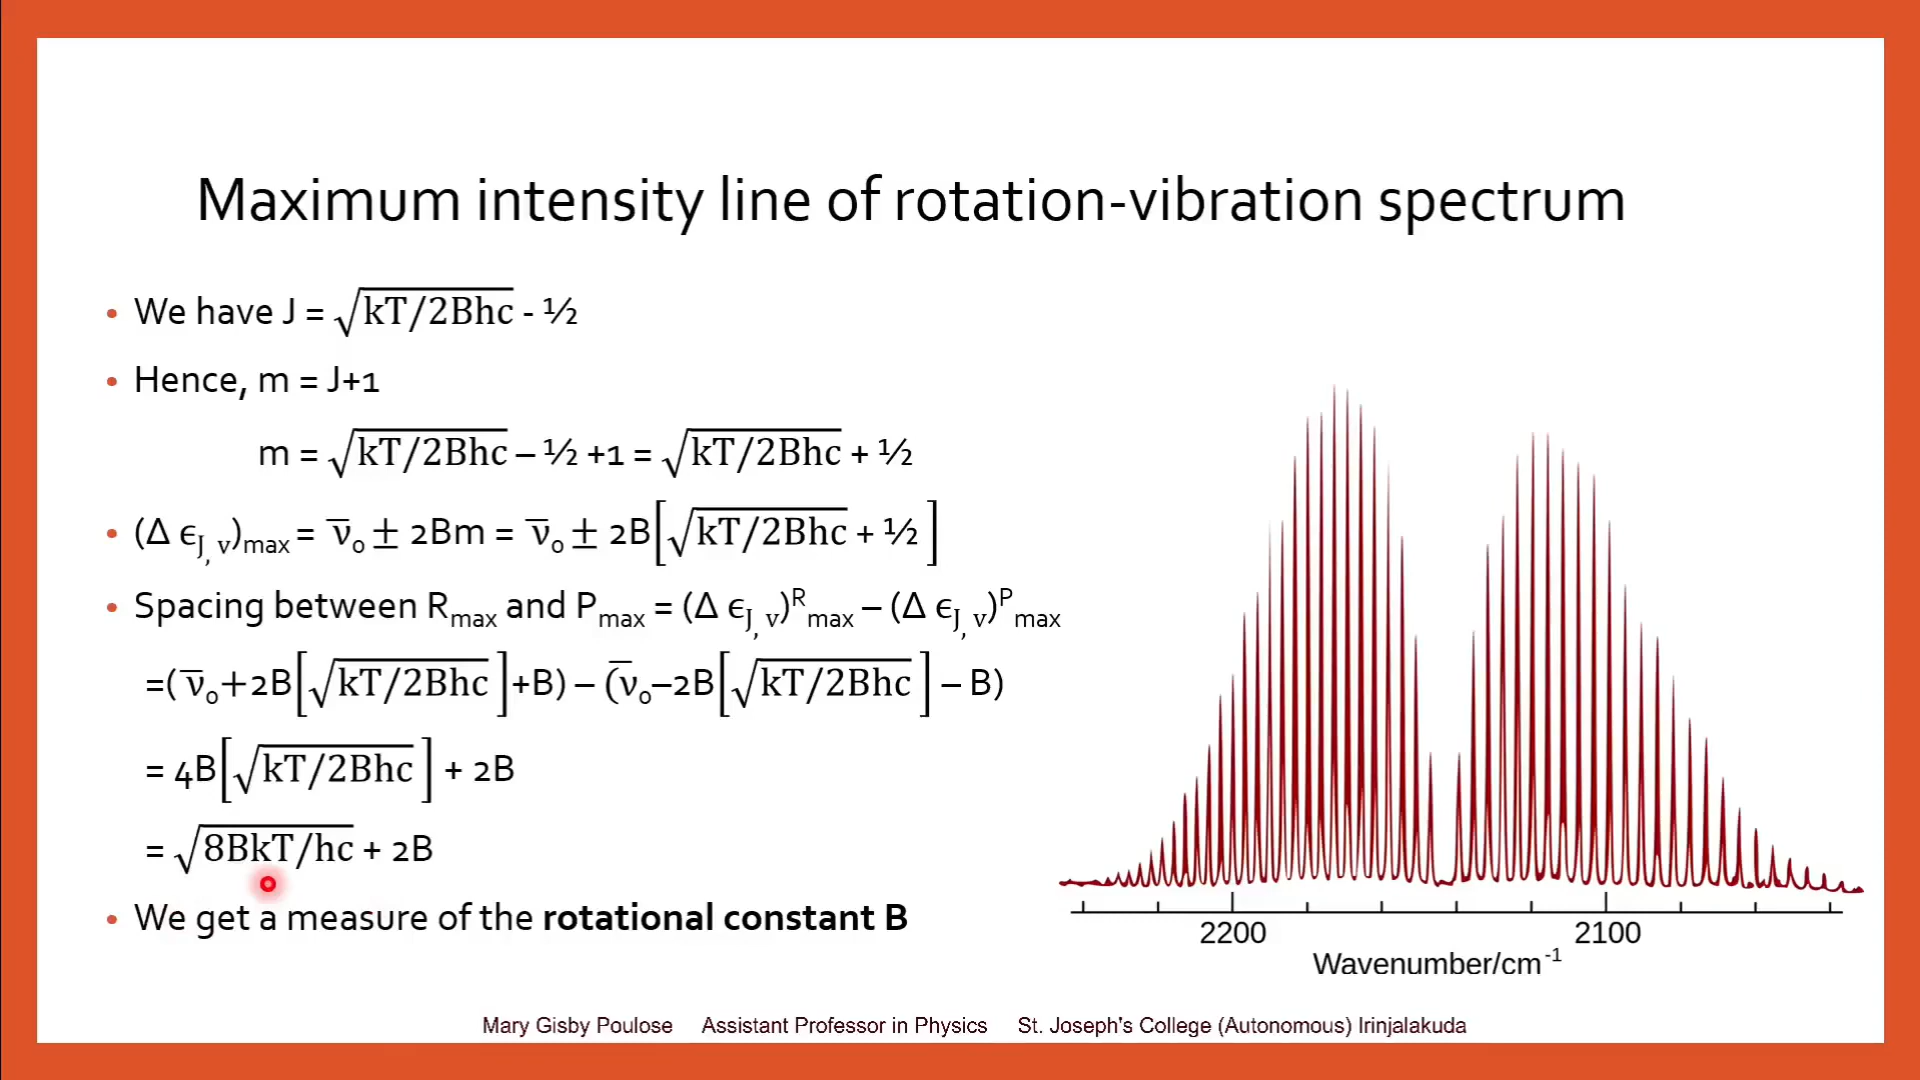 Maximum intensity line of rotation-vibration spectrum
• We have J = √kT/2Bhc - ½
• Hence, m = J+1
m = √kT/2Bhc – ½ +1 = √kT/2Bhc + ½
• (Δ ϵJ, v)max = ν̅0 ± 2Bm = ν̅0 ± 2B[√kT/2Bhc + ½ ]
• Spacing between Rmax and Pmax = (Δ ϵJ, v)Rmax – (Δ ϵJ, v)Pmax
=( ν̅0+2B[√kT/2Bhc ]+B) – (ν̅0–2B[√kT/2Bhc ] – B)
= 4B[√kT/2Bhc ] + 2B
= √8BkT/hc + 2B
• We get a measure of the rotational constant B
2200 2100
Wavenumber/cm-1
Mary Gisby Poulose Assistant Professor in Physics St. Joseph's College (Autonomous) Irinjalakuda